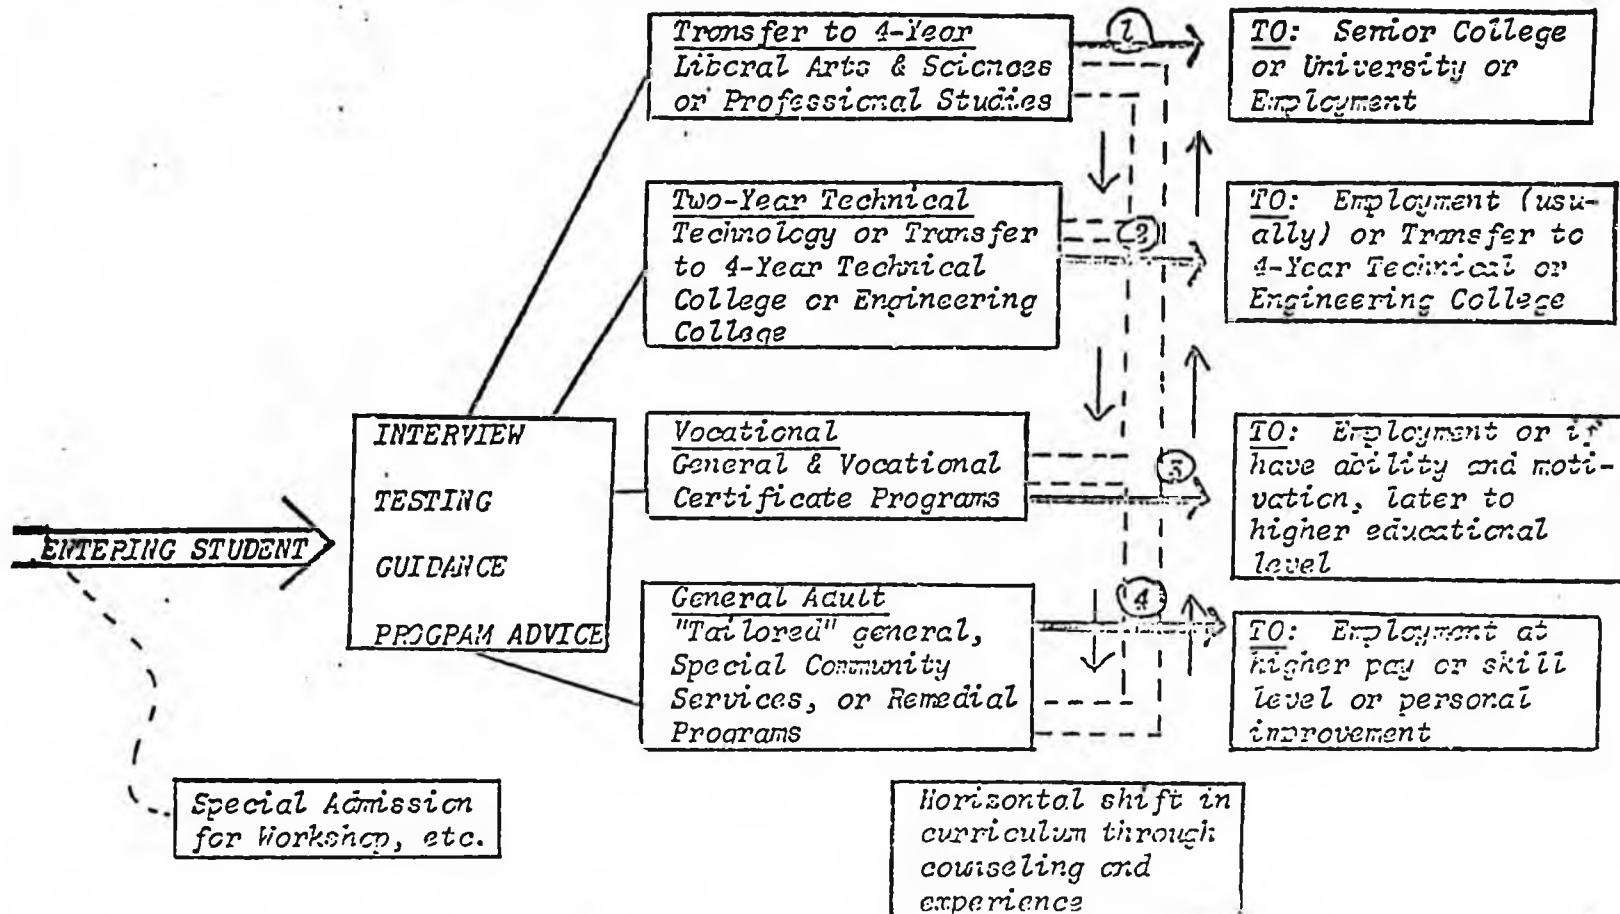 Transfer to 4-Year
Liberal Arts & Sciences
or Professional Studies
1
TO: Senior College
or University or
Employment
Two-Year Technical
Technology or Transfer
to 4-Year Technical
College or Engineering
College
2
TO: Employment (usu-
ally) or Transfer to
4-Year Technical or
Engineering College
INTERVIEW
TESTING
GUIDANCE
PROGRAM ADVICE
ENTERING STUDENT
Vocational
General & Vocational
Certificate Programs
3
TO: Employment or if
have ability and moti-
vation, later to
higher educational
level
General Adult
"Tailored" general,
Special Community
Services, or Remedial
Programs
4
TO: Employment at
higher pay or skill
level or personal
improvement
Special Admission
for Workshop, etc.
Horizontal shift in
curriculum through
counseling and
experience